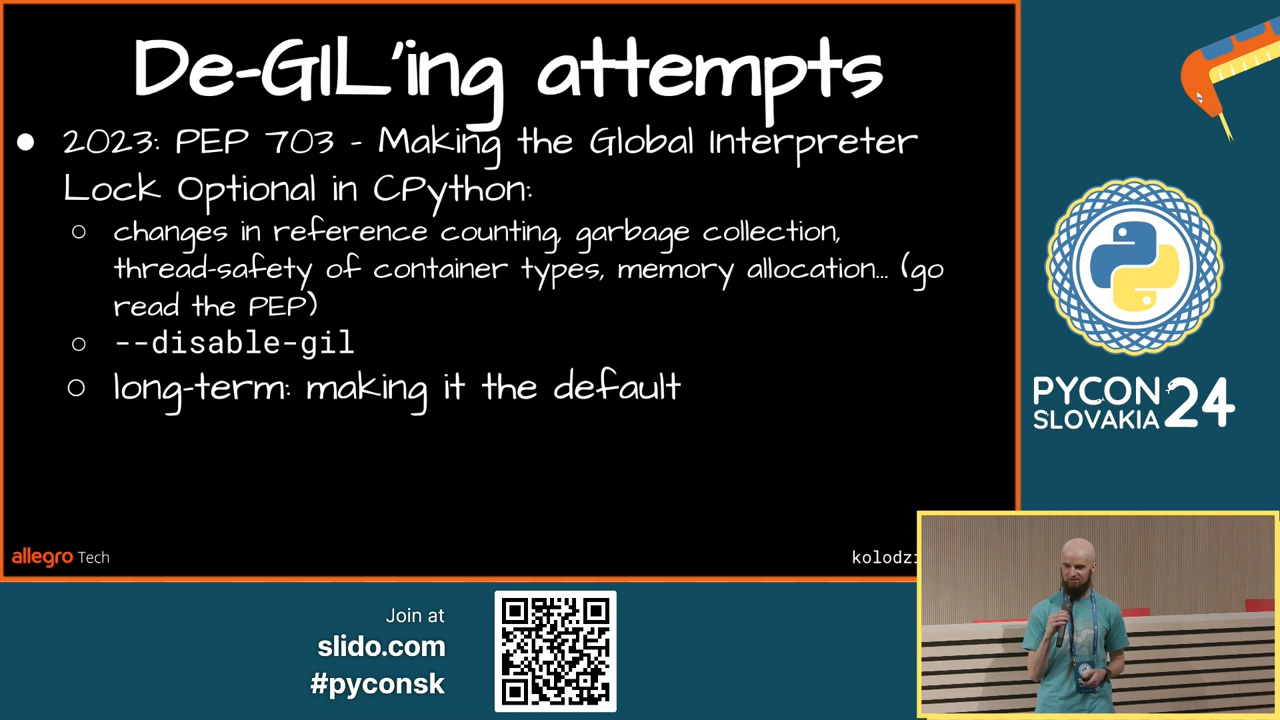 De-GIL'ing attempts
● 2023: PEP 703 - Making the Global Interpreter
Lock Optional in CPython:
○ changes in reference counting, garbage collection,
thread-safety of container types, memory allocation... (go
read the PEP)
○ --disable-gil
○ long-term: making it the default
allegro Tech
kolodzi
PYCON
SLOVAKIA
24
Join at
slido.com
#pyconsk